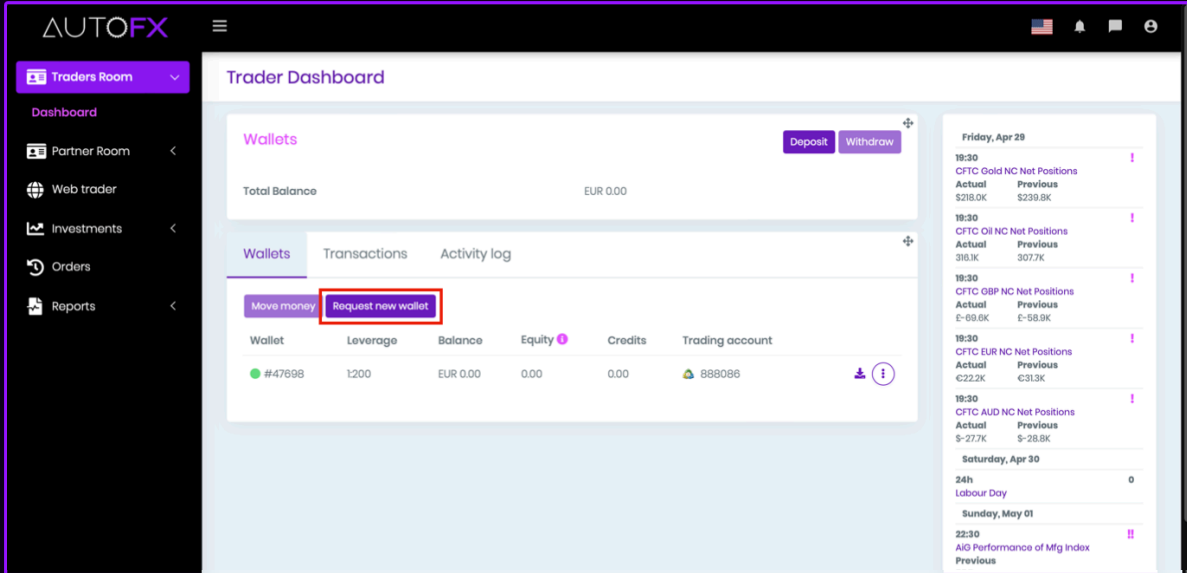 AUTOFX
Traders Room
Dashboard
Partner Room
Web trader
Investments
Orders
Reports
Trader Dashboard
Wallets
Deposit Withdraw
Total Balance EUR 0.00
Wallets Transactions Activity log
Move money Request new wallet
Wallet Leverage Balance Equity Credits Trading account
#47698 1:200 EUR 0.00 0.00 0.00 888086
Friday, Apr 29
19:30 !
CFTC Gold NC Net Positions
Actual Previous
$218.0K $239.8K
19:30 !
CFTC Oil NC Net Positions
Actual Previous
316.1K 307.7K
19:30 !
CFTC GBP NC Net Positions
Actual Previous
£-69.6K £-58.9K
19:30 !
CFTC EUR NC Net Positions
Actual Previous
€22.2K €31.3K
19:30 !
CFTC AUD NC Net Positions
Actual Previous
$-27.7K $-28.8K
Saturday, Apr 30
24h 0
Labour Day
Sunday, May 01
22:30 !!
AiG Performance of Mfg Index
Previous